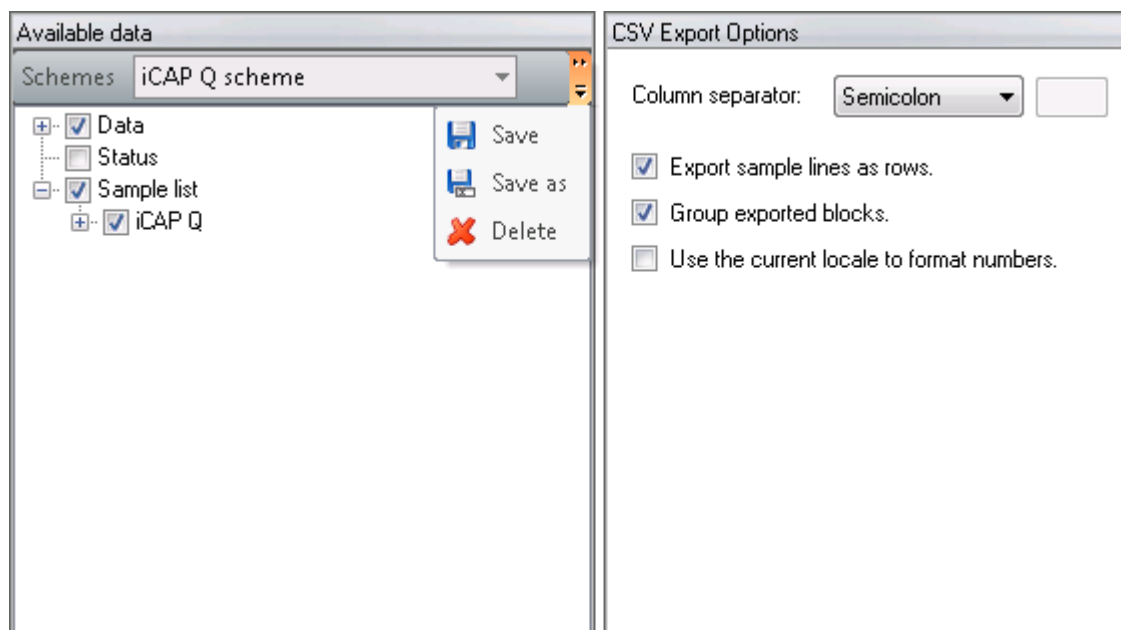 Available data
Schemes iCAP Q scheme
Data
Status
Sample list
iCAP Q
Save
Save as
Delete
CSV Export Options
Column separator: Semicolon
Export sample lines as rows.
Group exported blocks.
Use the current locale to format numbers.